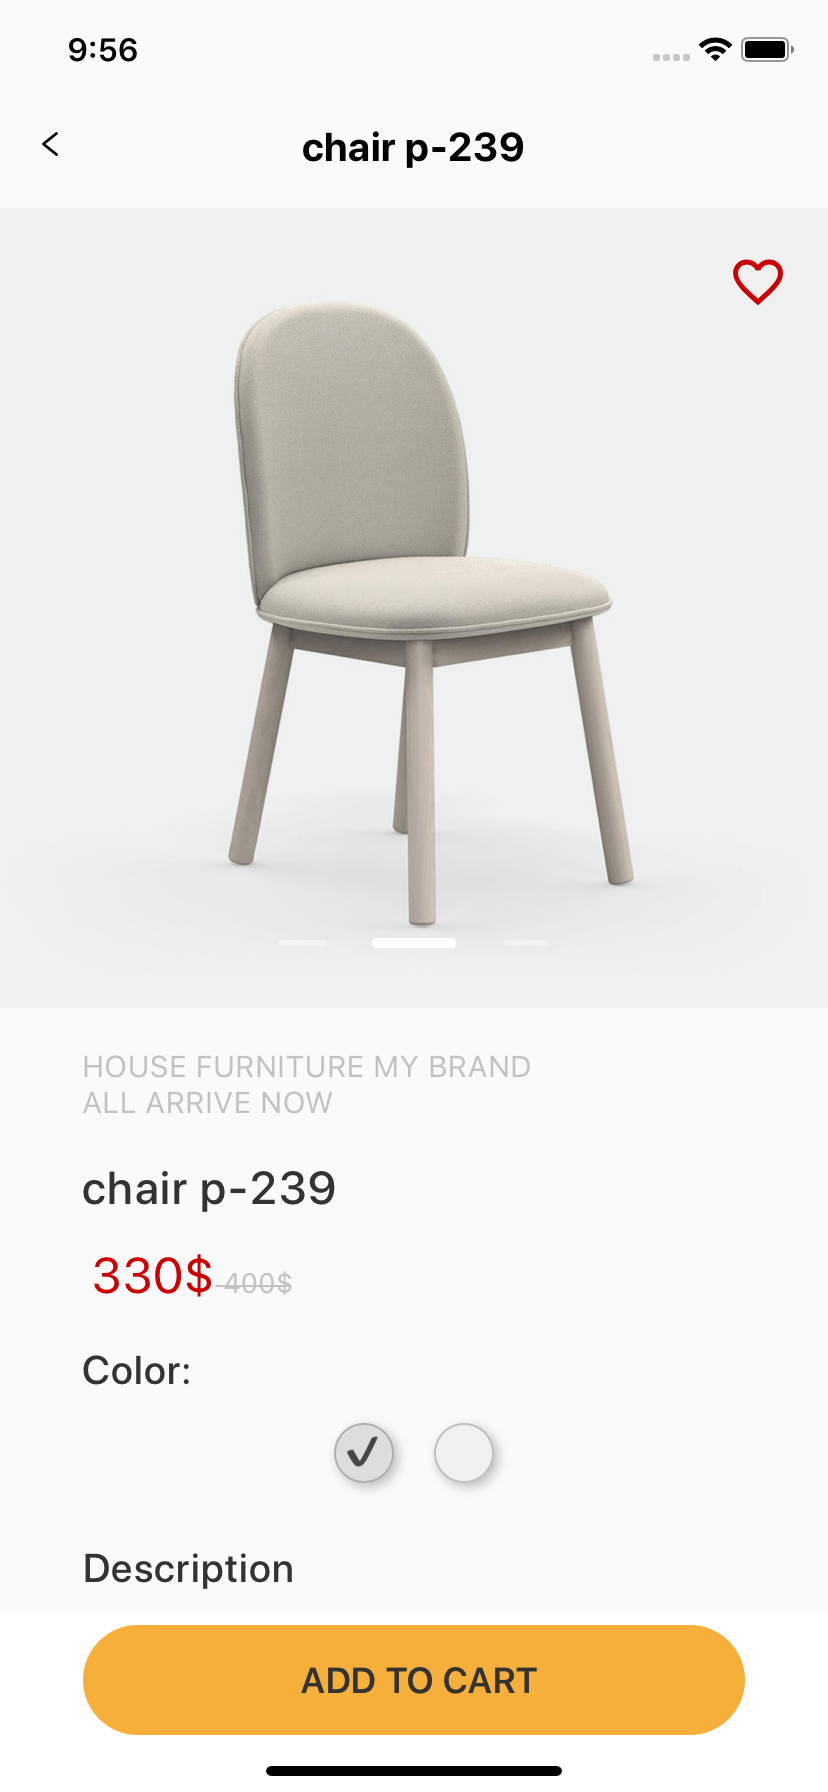 9:56
chair p-239
HOUSE FURNITURE MY BRAND
ALL ARRIVE NOW
chair p-239
330$ 400$
Color:
Description
ADD TO CART